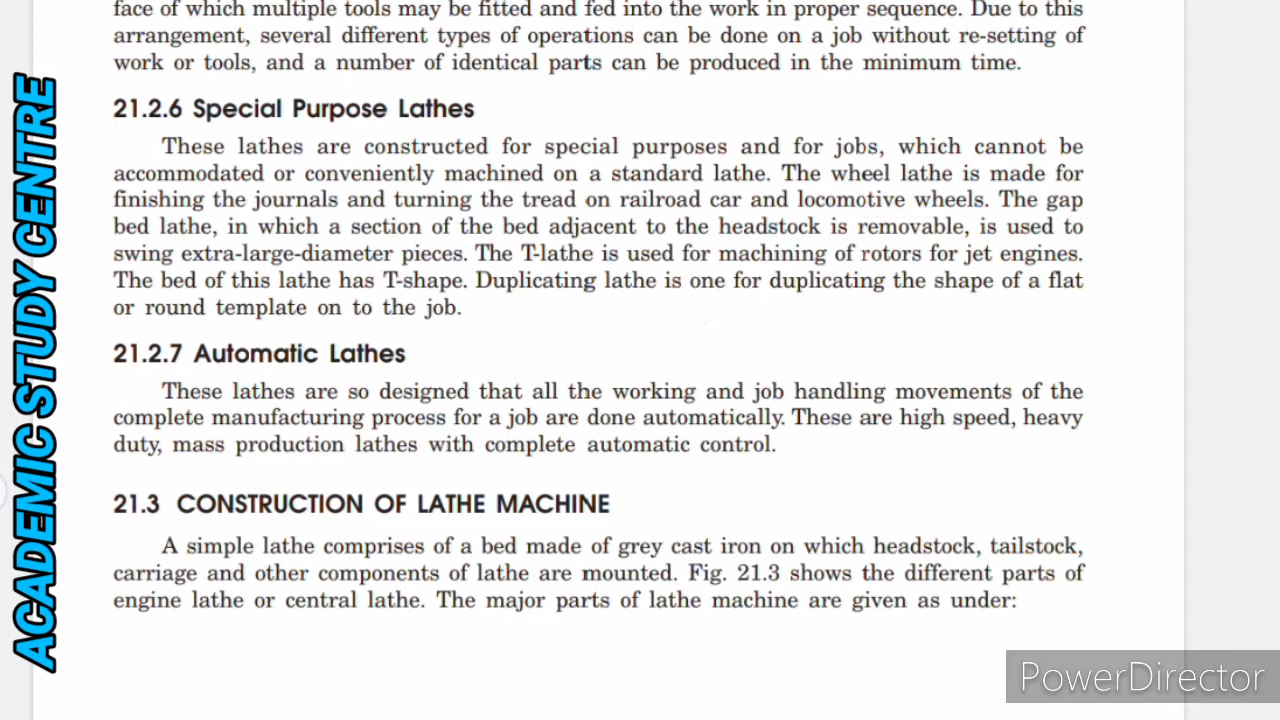 face of which multiple tools may be fitted and fed into the work in proper sequence. Due to this
arrangement, several different types of operations can be done on a job without re-setting of
work or tools, and a number of identical parts can be produced in the minimum time.
21.2.6 Special Purpose Lathes
These lathes are constructed for special purposes and for jobs, which cannot be
accommodated or conveniently machined on a standard lathe. The wheel lathe is made for
finishing the journals and turning the tread on railroad car and locomotive wheels. The gap
bed lathe, in which a section of the bed adjacent to the headstock is removable, is used to
swing extra-large-diameter pieces. The T-lathe is used for machining of rotors for jet engines.
The bed of this lathe has T-shape. Duplicating lathe is one for duplicating the shape of a flat
or round template on to the job.
21.2.7 Automatic Lathes
These lathes are so designed that all the working and job handling movements of the
complete manufacturing process for a job are done automatically. These are high speed, heavy
duty, mass production lathes with complete automatic control.
21.3 CONSTRUCTION OF LATHE MACHINE
A simple lathe comprises of a bed made of grey cast iron on which headstock, tailstock,
carriage and other components of lathe are mounted. Fig. 21.3 shows the different parts of
engine lathe or central lathe. The major parts of lathe machine are given as under:
ACADEMIC STUDY CENTRE
PowerDirector